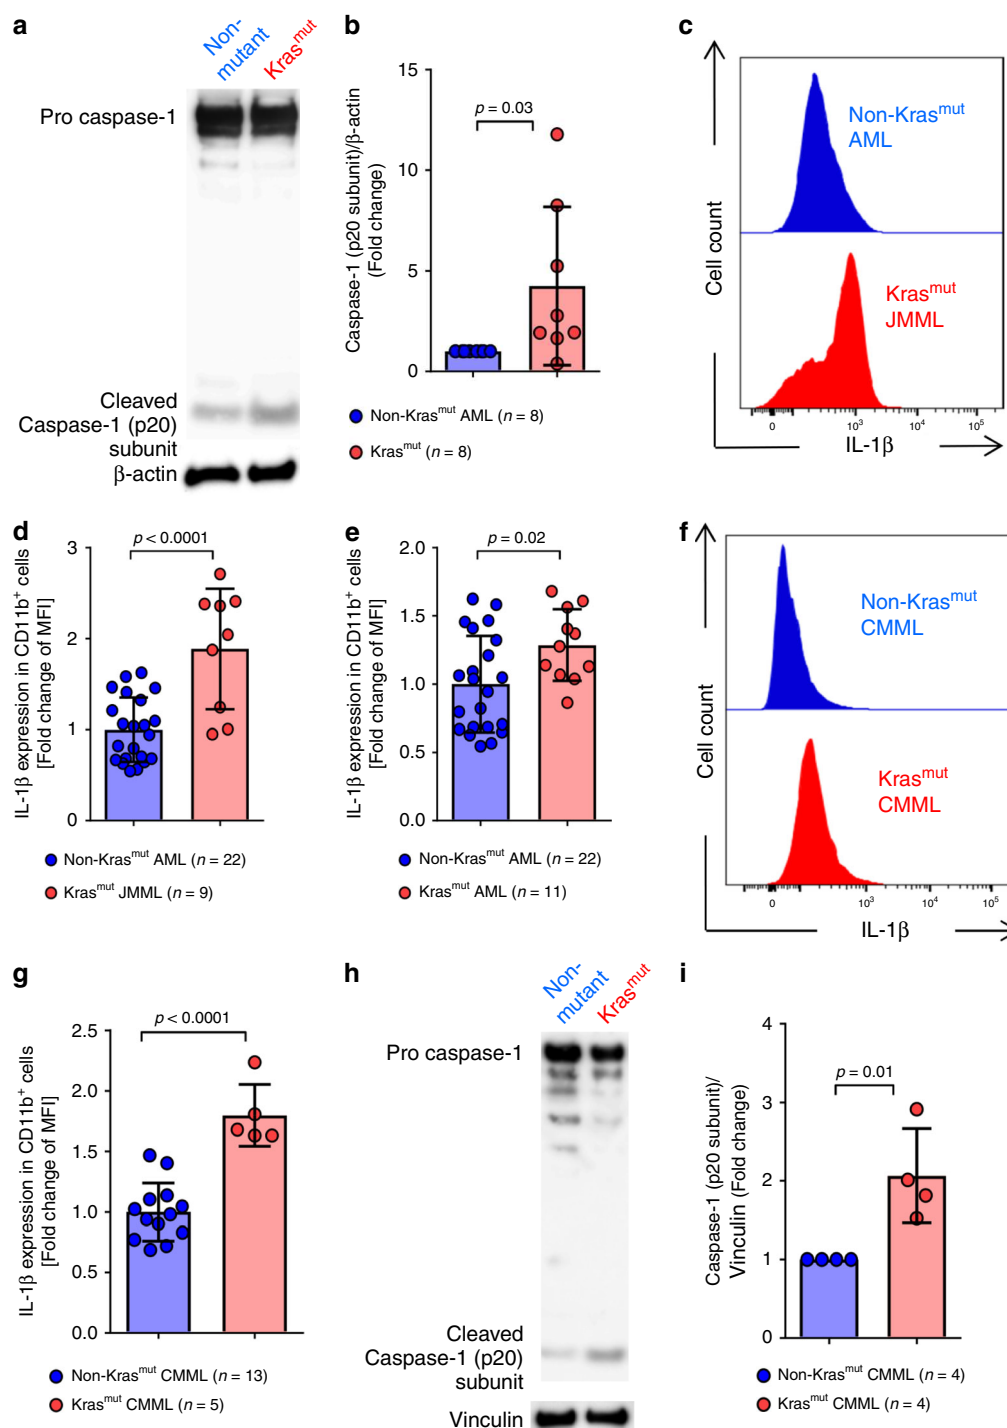 a
Non-
mutant
Kras^mut
Pro caspase-1
Cleaved
Caspase-1 (p20)
subunit
β-actin
b
Caspase-1 (p20 subunit)/β-actin
(Fold change)
15
10
5
0
p = 0.03
Non-Kras^mut AML (n = 8)
Kras^mut (n = 8)
c
Cell count
Non-Kras^mut
AML
Kras^mut
JMML
0
10^3
10^4
10^5
IL-1β
d
IL-1β expression in CD11b^+ cells
[Fold change of MFI]
3
2
1
0
p < 0.0001
Non-Kras^mut AML (n = 22)
Kras^mut JMML (n = 9)
e
IL-1β expression in CD11b^+ cells
[Fold change of MFI]
2.0
1.5
1.0
0.5
0.0
p = 0.02
Non-Kras^mut AML (n = 22)
Kras^mut AML (n = 11)
f
Cell count
Non-Kras^mut
CMML
Kras^mut
CMML
0
10^3
10^4
10^5
IL-1β
g
IL-1β expression in CD11b^+ cells
[Fold change of MFI]
2.5
2.0
1.5
1.0
0.5
0.0
p < 0.0001
Non-Kras^mut CMML (n = 13)
Kras^mut CMML (n = 5)
h
Non-
mutant
Kras^mut
Pro caspase-1
Cleaved
Caspase-1 (p20)
subunit
Vinculin
i
Caspase-1 (p20 subunit)/
Vinculin (Fold change)
4
3
2
1
0
p = 0.01
Non-Kras^mut CMML (n = 4)
Kras^mut CMML (n = 4)